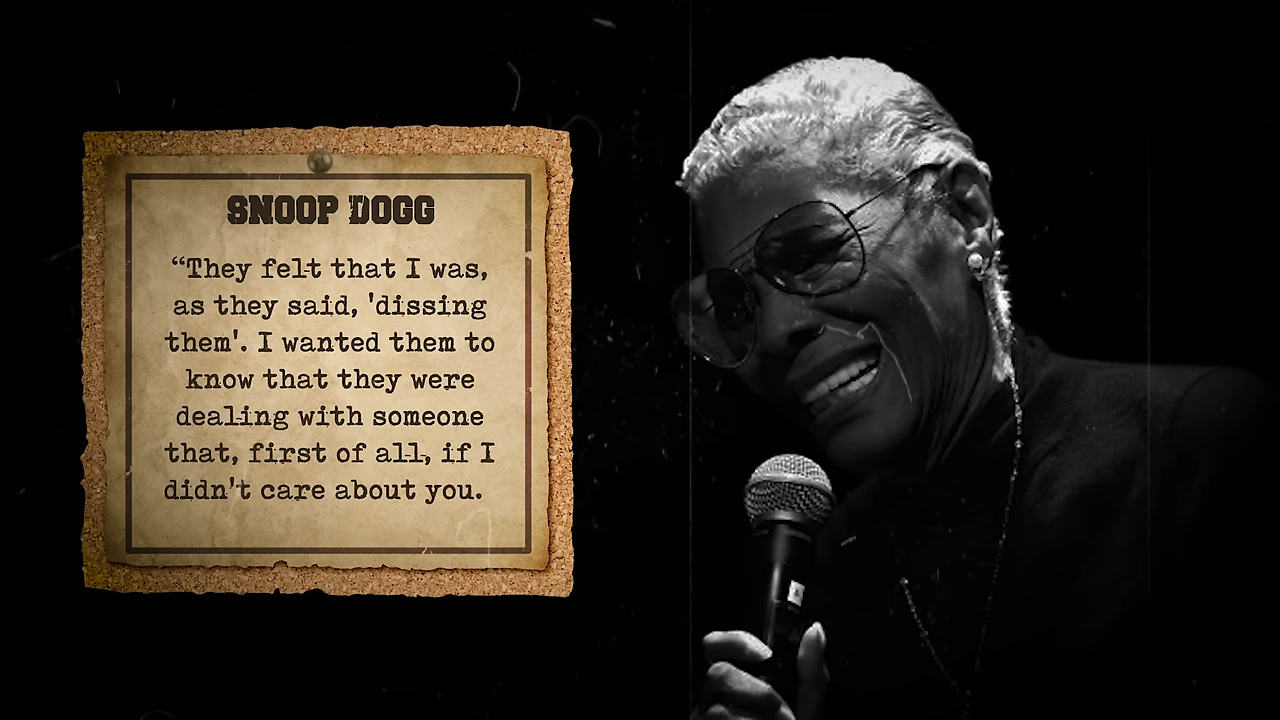 SNOOP DOGG
“They felt that I was,
as they said, 'dissing
them'. I wanted them to
know that they were
dealing with someone
that, first of all, if I
didn't care about you.